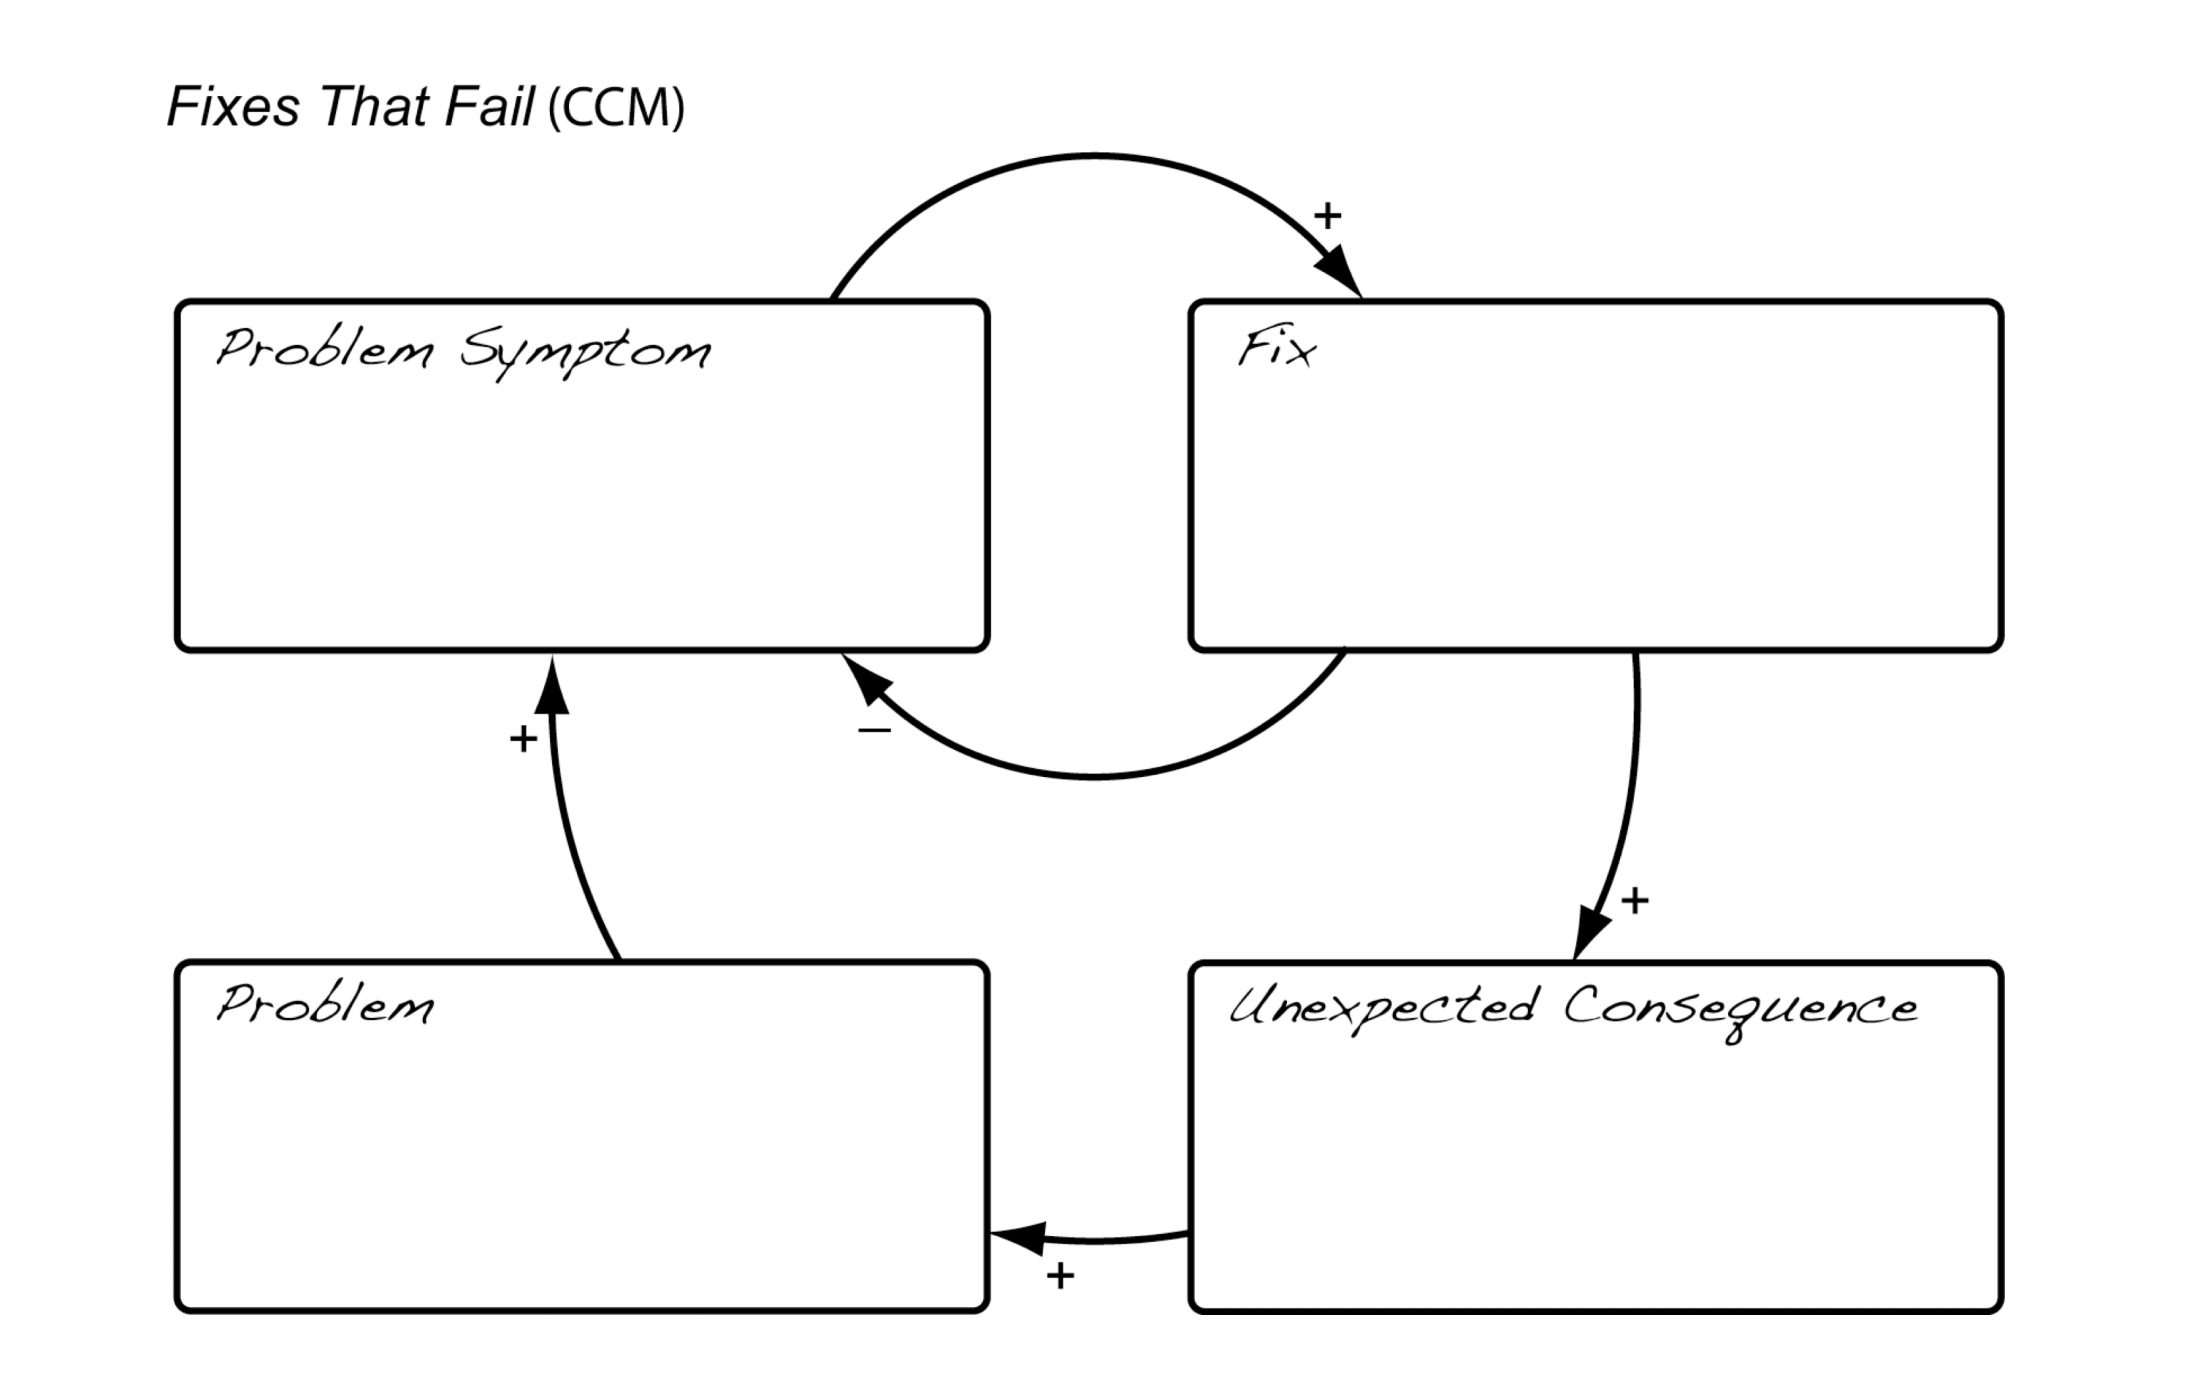 Fixes That Fail (CCM)
+
Problem Symptom
Fix
+
–
+
Problem
Unexpected Consequence
+